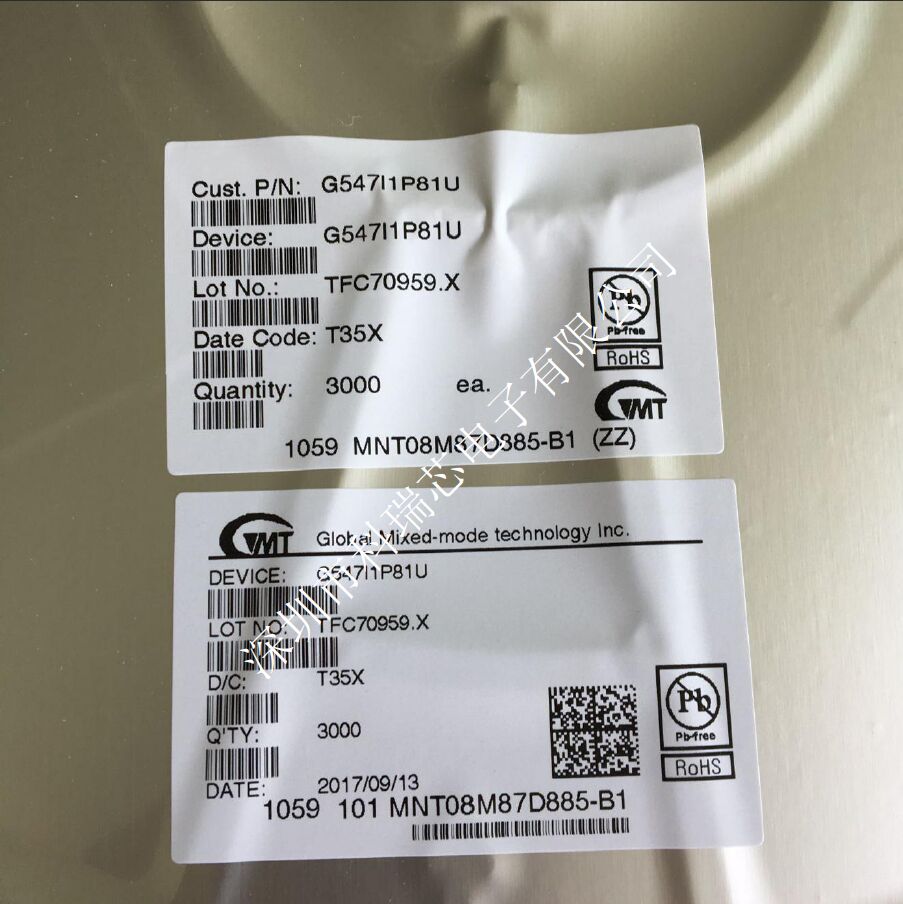 Cust. P/N: G547I1P81U
Device: G547I1P81U
Lot No.: TFC70959.X
Date Code: T35X
Quantity: 3000 ea.
Pb
Pb-free
RoHS
GMT
1059 MNT08M87D885-B1 (ZZ)
GMT Global Mixed-mode technology Inc.
DEVICE: G547I1P81U
LOT NO: TFC70959.X
D/C: T35X
Q'TY: 3000
Pb
Pb-free
RoHS
DATE: 2017/09/13
1059 101 MNT08M87D885-B1
深圳市科瑞芯电子有限公司